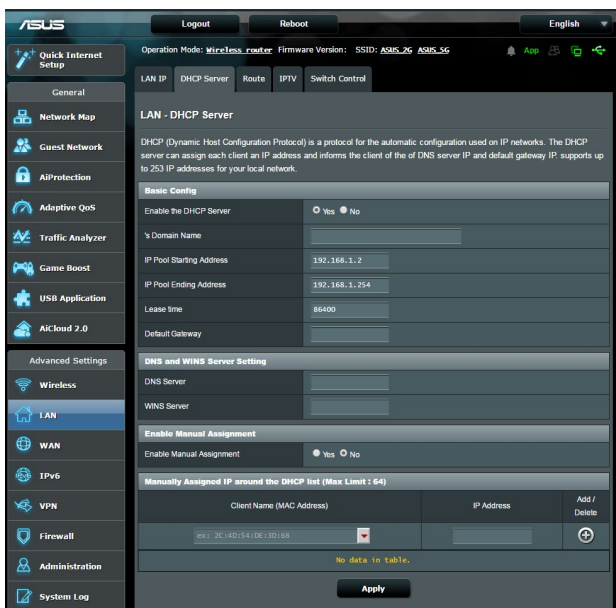 ASUS
Logout
Reboot
English
Quick Internet Setup
Operation Mode: Wireless router Firmware Version: SSID: ASUS_2G ASUS_5G
App
General
Network Map
Guest Network
AiProtection
Adaptive QoS
Traffic Analyzer
Game Boost
USB Application
AiCloud 2.0
Advanced Settings
Wireless
LAN
WAN
IPv6
VPN
Firewall
Administration
System Log
LAN IP
DHCP Server
Route
IPTV
Switch Control
LAN - DHCP Server
DHCP (Dynamic Host Configuration Protocol) is a protocol for the automatic configuration used on IP networks. The DHCP
server can assign each client an IP address and informs the client of the of DNS server IP and default gateway IP. supports up
to 253 IP addresses for your local network.
Basic Config
Enable the DHCP Server
Yes No
's Domain Name
IP Pool Starting Address
192.168.1.2
IP Pool Ending Address
192.168.1.254
Lease time
86400
Default Gateway
DNS and WINS Server Setting
DNS Server
WINS Server
Enable Manual Assignment
Enable Manual Assignment
Yes No
Manually Assigned IP around the DHCP list (Max Limit : 64)
Client Name (MAC Address)
IP Address
Add /
Delete
ex: 2C:4D:54:DE:3D:68
No data in table.
Apply